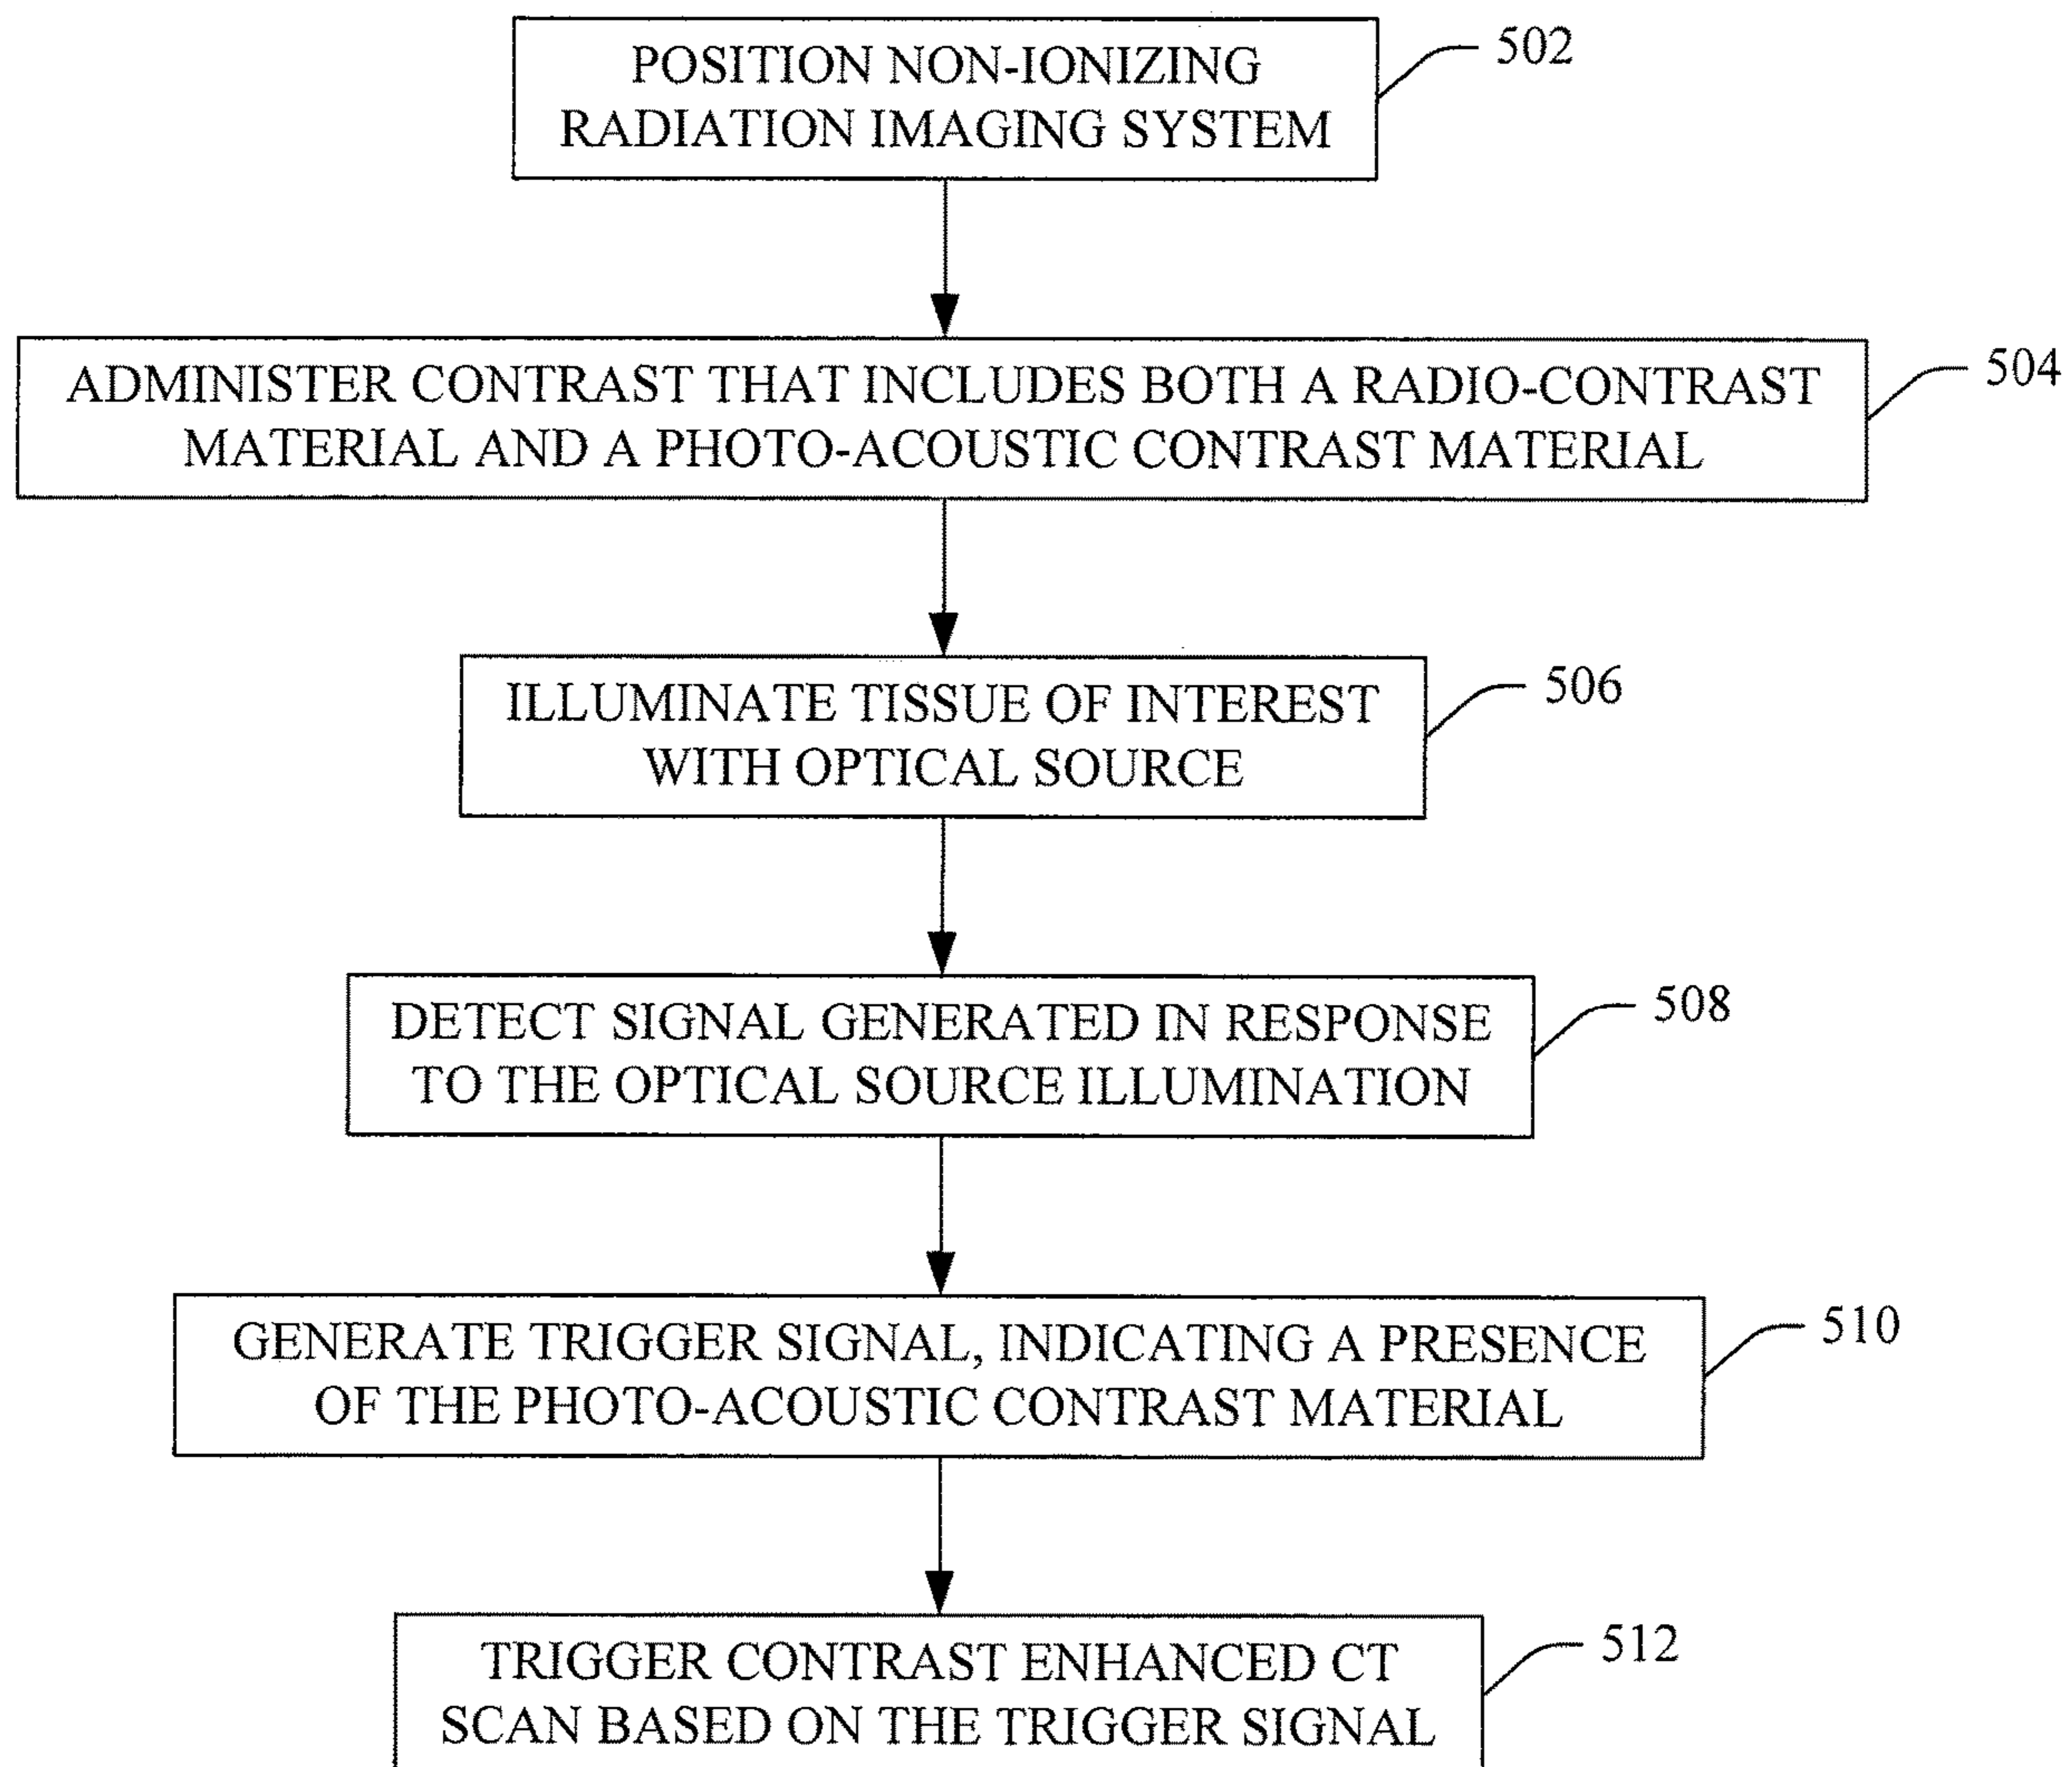 POSITION NON-IONIZING
RADIATION IMAGING SYSTEM
502
ADMINISTER CONTRAST THAT INCLUDES BOTH A RADIO-CONTRAST
MATERIAL AND A PHOTO-ACOUSTIC CONTRAST MATERIAL
504
ILLUMINATE TISSUE OF INTEREST
WITH OPTICAL SOURCE
506
DETECT SIGNAL GENERATED IN RESPONSE
TO THE OPTICAL SOURCE ILLUMINATION
508
GENERATE TRIGGER SIGNAL, INDICATING A PRESENCE
OF THE PHOTO-ACOUSTIC CONTRAST MATERIAL
510
TRIGGER CONTRAST ENHANCED CT
SCAN BASED ON THE TRIGGER SIGNAL
512